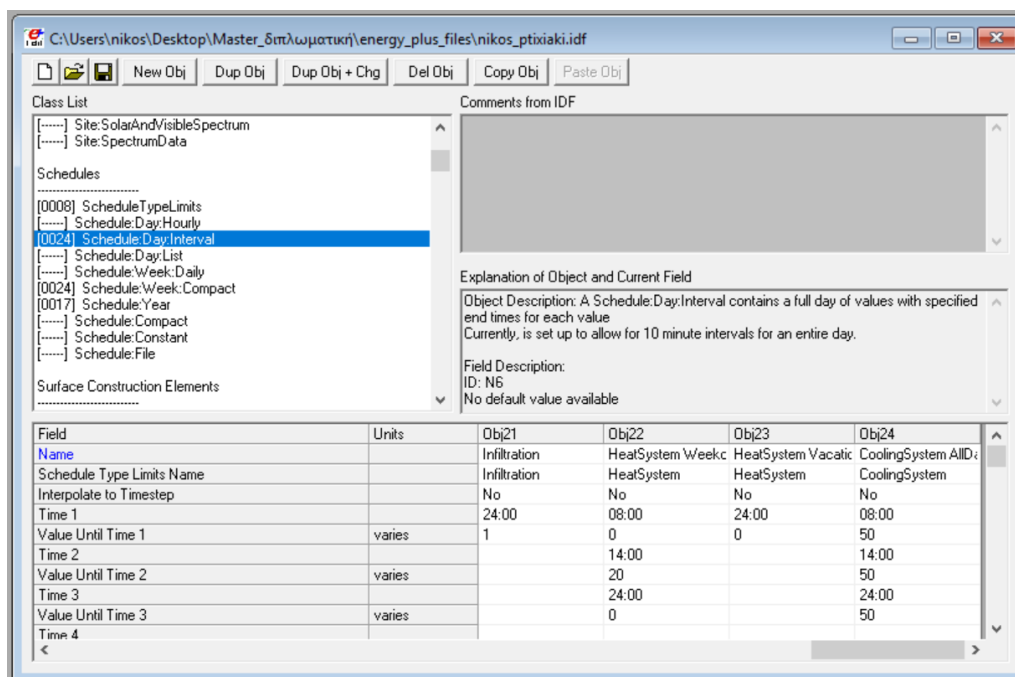 C:\Users\nikos\Desktop\Master_διπλωματική\energy_plus_files\nikos_ptixiaki.idf
New Obj Dup Obj Dup Obj + Chg Del Obj Copy Obj Paste Obj
Class List
[------] Site:SolarAndVisibleSpectrum
[------] Site:SpectrumData
Schedules
---------------------------
[0008] ScheduleTypeLimits
[------] Schedule:Day:Hourly
[0024] Schedule:Day:Interval
[------] Schedule:Day:List
[------] Schedule:Week:Daily
[0024] Schedule:Week:Compact
[0017] Schedule:Year
[------] Schedule:Compact
[------] Schedule:Constant
[------] Schedule:File
Surface Construction Elements
---------------------------
Comments from IDF
Explanation of Object and Current Field
Object Description: A Schedule:Day:Interval contains a full day of values with specified
end times for each value
Currently, is set up to allow for 10 minute intervals for an entire day.
Field Description:
ID: N6
No default value available
Field Units Obj21 Obj22 Obj23 Obj24
Name Infiltration HeatSystem Weekc HeatSystem Vacatic CoolingSystem AllDa
Schedule Type Limits Name Infiltration HeatSystem HeatSystem CoolingSystem
Interpolate to Timestep No No No No
Time 1 24:00 08:00 24:00 08:00
Value Until Time 1 varies 1 0 0 50
Time 2 14:00 14:00
Value Until Time 2 varies 20 50
Time 3 24:00 24:00
Value Until Time 3 varies 0 50
Time 4